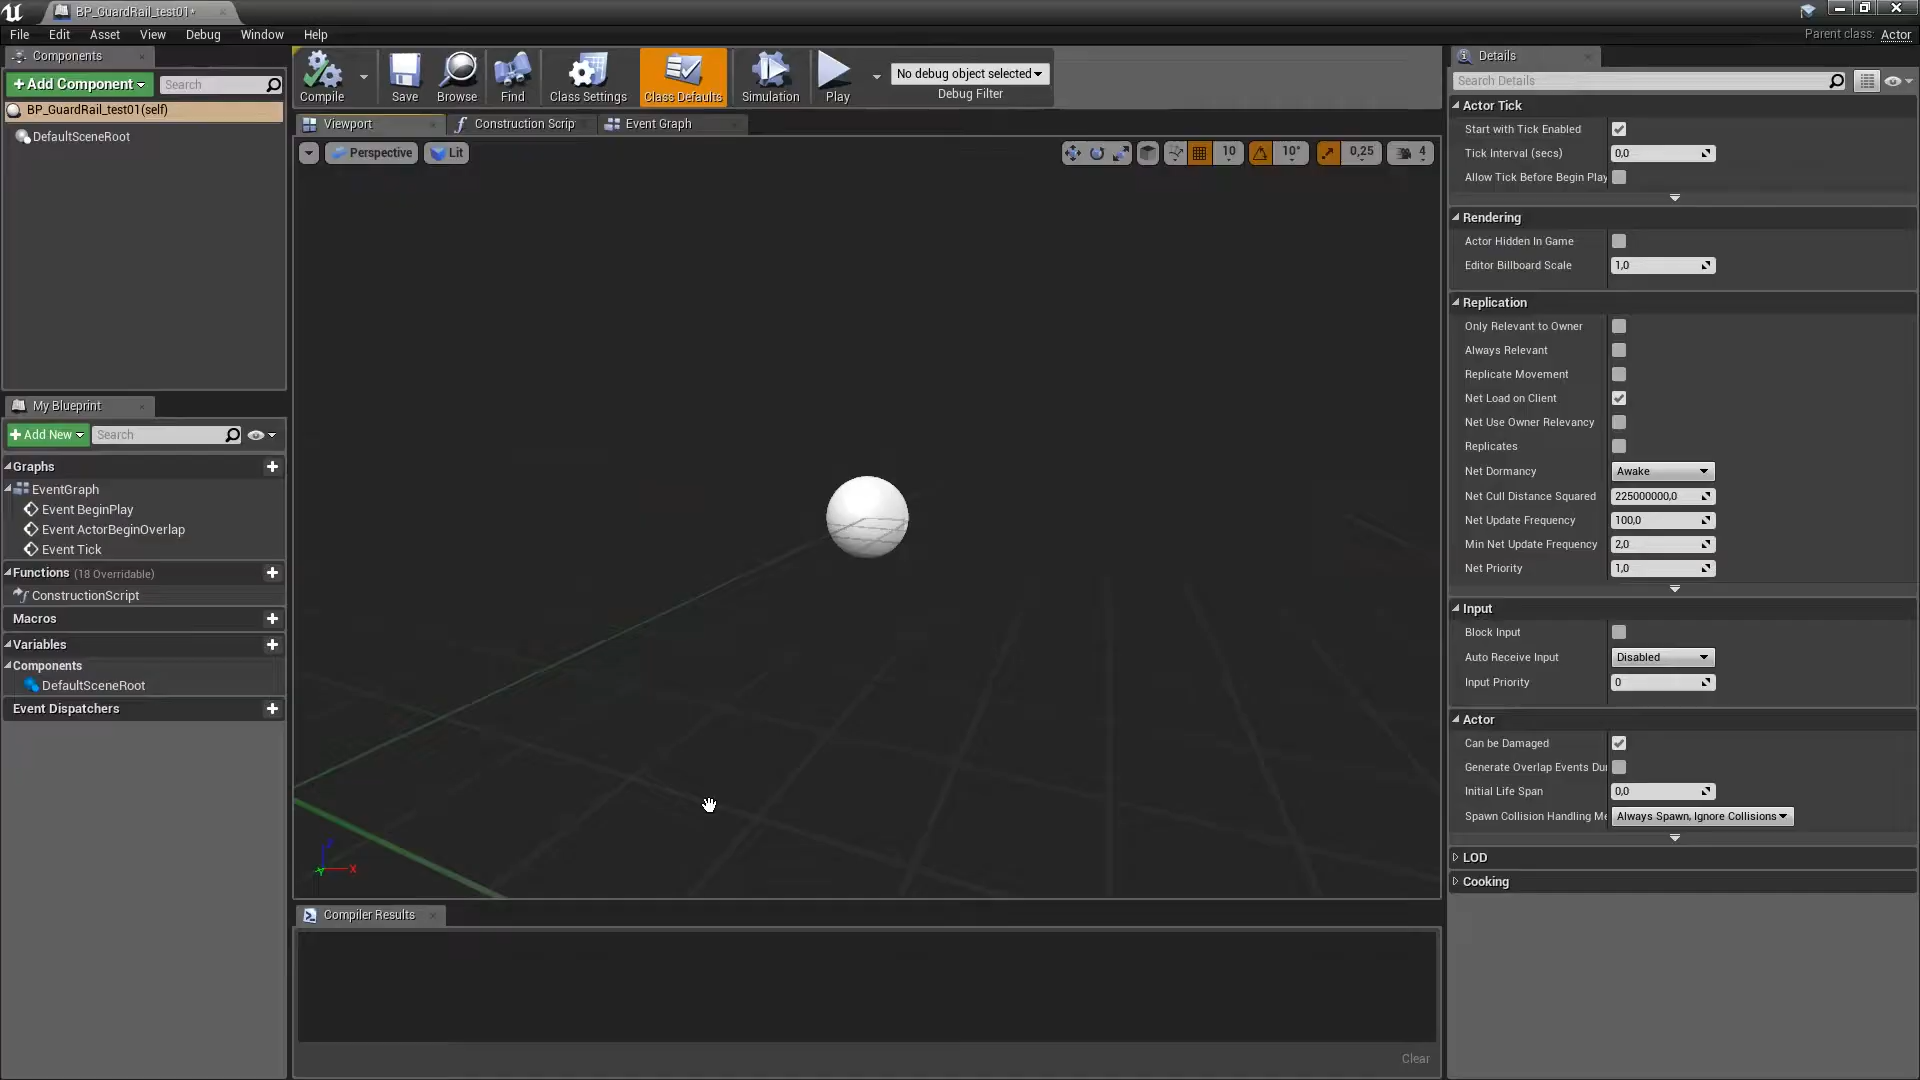 BP_GuardRail_test01*
File Edit Asset View Debug Window Help
Parent class: Actor
Components
+ Add Component
Search
BP_GuardRail_test01(self)
DefaultSceneRoot
My Blueprint
+ Add New
Search
Graphs
EventGraph
Event BeginPlay
Event ActorBeginOverlap
Event Tick
Functions (18 Overridable)
ConstructionScript
Macros
Variables
Components
DefaultSceneRoot
Event Dispatchers
Compile Save Browse Find Class Settings Class Defaults Simulation Play
No debug object selected
Debug Filter
Viewport Construction Scrip Event Graph
Perspective Lit 10 10° 0,25 4
Z
Y X
Compiler Results
Clear
Details
Search Details
Actor Tick
Start with Tick Enabled
Tick Interval (secs) 0,0
Allow Tick Before Begin Play
Rendering
Actor Hidden In Game
Editor Billboard Scale 1,0
Replication
Only Relevant to Owner
Always Relevant
Replicate Movement
Net Load on Client
Net Use Owner Relevancy
Replicates
Net Dormancy Awake
Net Cull Distance Squared 225000000,0
Net Update Frequency 100,0
Min Net Update Frequency 2,0
Net Priority 1,0
Input
Block Input
Auto Receive Input Disabled
Input Priority 0
Actor
Can be Damaged
Generate Overlap Events Du
Initial Life Span 0,0
Spawn Collision Handling Me Always Spawn, Ignore Collisions
LOD
Cooking